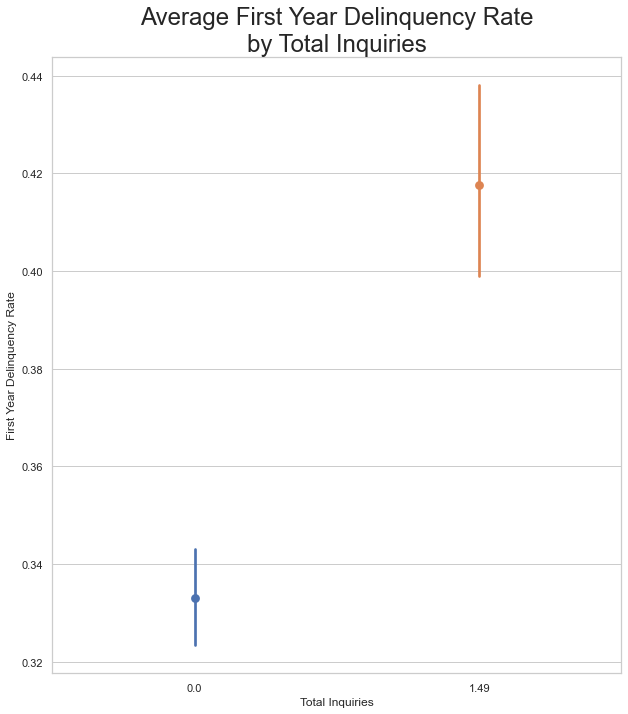 Average First Year Delinquency Rate
by Total Inquiries
First Year Delinquency Rate
0.44
0.42
0.40
0.38
0.36
0.34
0.32
0.0
1.49
Total Inquiries